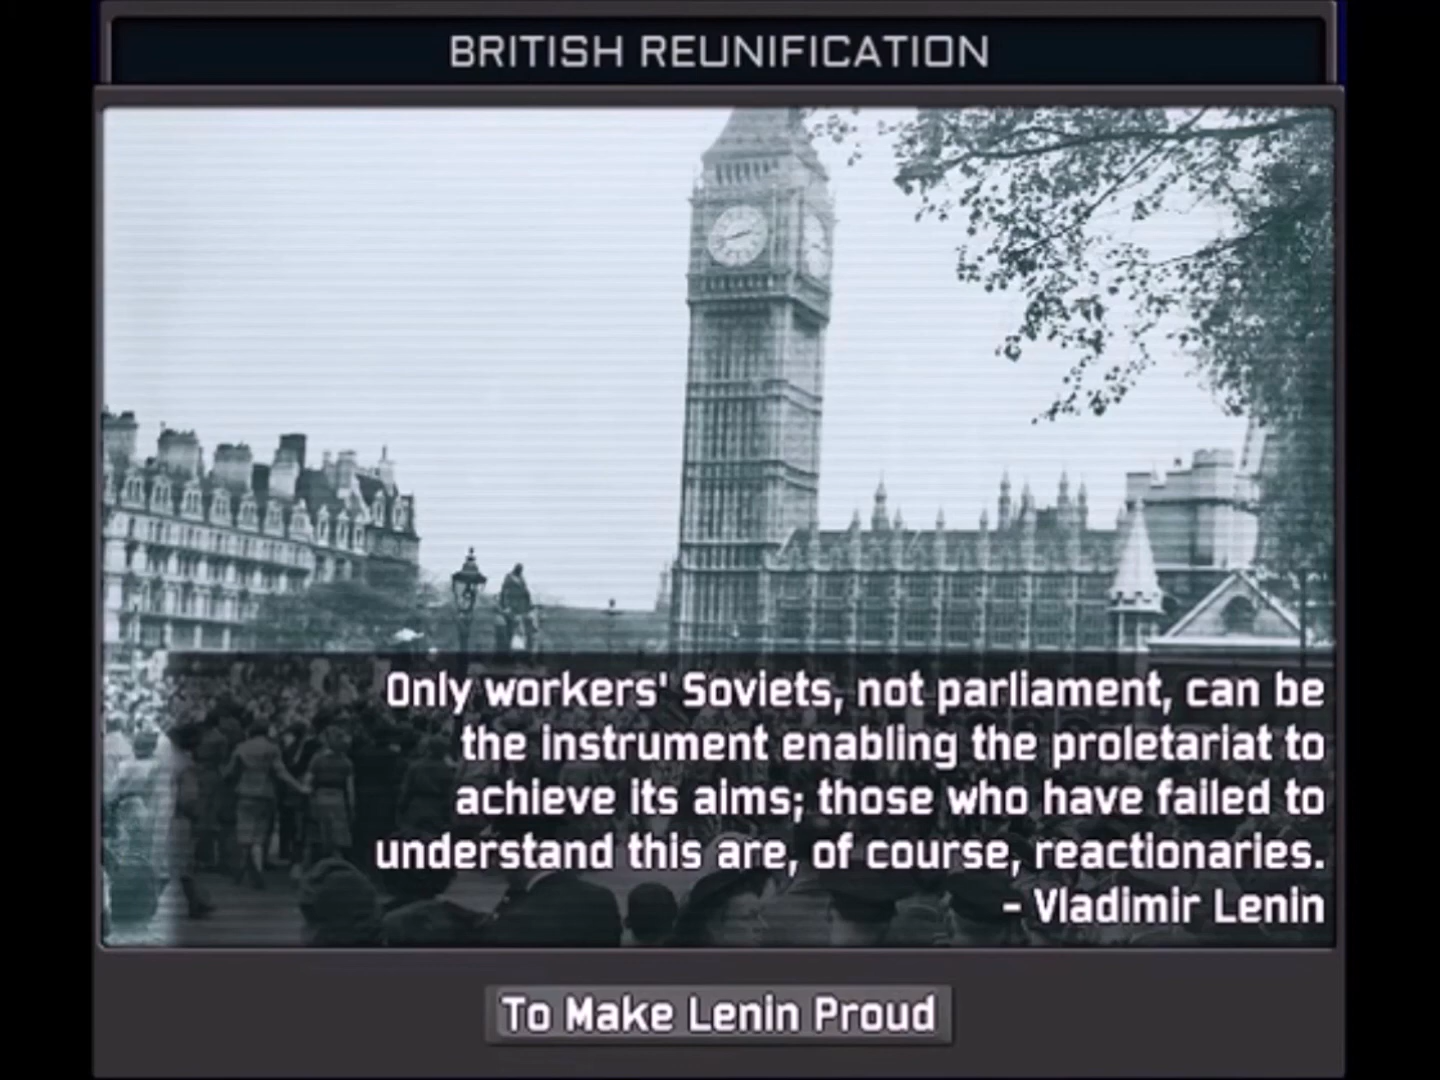 BRITISH REUNIFICATION
Only workers' Soviets, not parliament, can be
the instrument enabling the proletariat to
achieve its aims; those who have failed to
understand this are, of course, reactionaries.
- Vladimir Lenin
To Make Lenin Proud